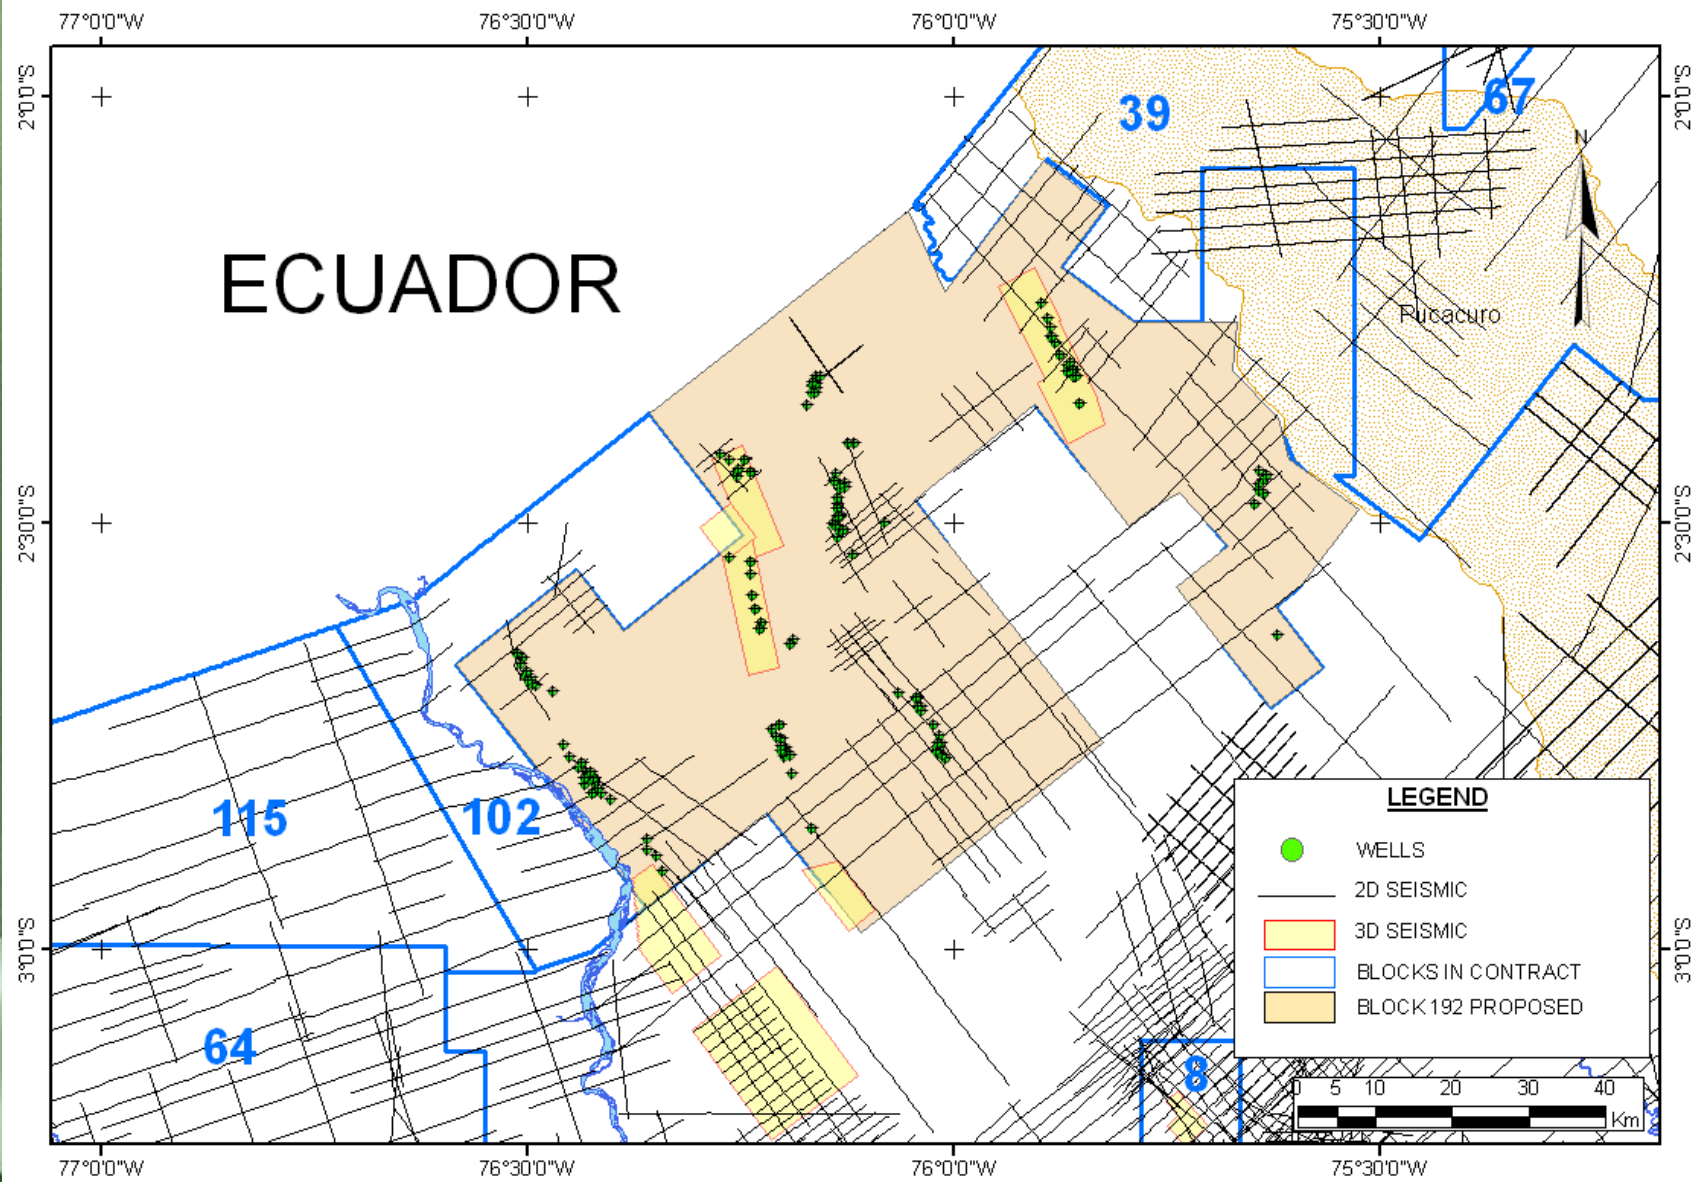 77°0'0"W 76°30'0"W 76°0'0"W 75°30'0"W
2°0'0"S 2°0'0"S
39
67
N
ECUADOR
Pucacuro
2°30'0"S 2°30'0"S
115
102
LEGEND
WELLS
2D SEISMIC
3D SEISMIC
BLOCKS IN CONTRACT
BLOCK 192 PROPOSED
3°0'0"S 3°0'0"S
64
8
5 10 20 30 40
Km
77°0'0"W 76°30'0"W 76°0'0"W 75°30'0"W